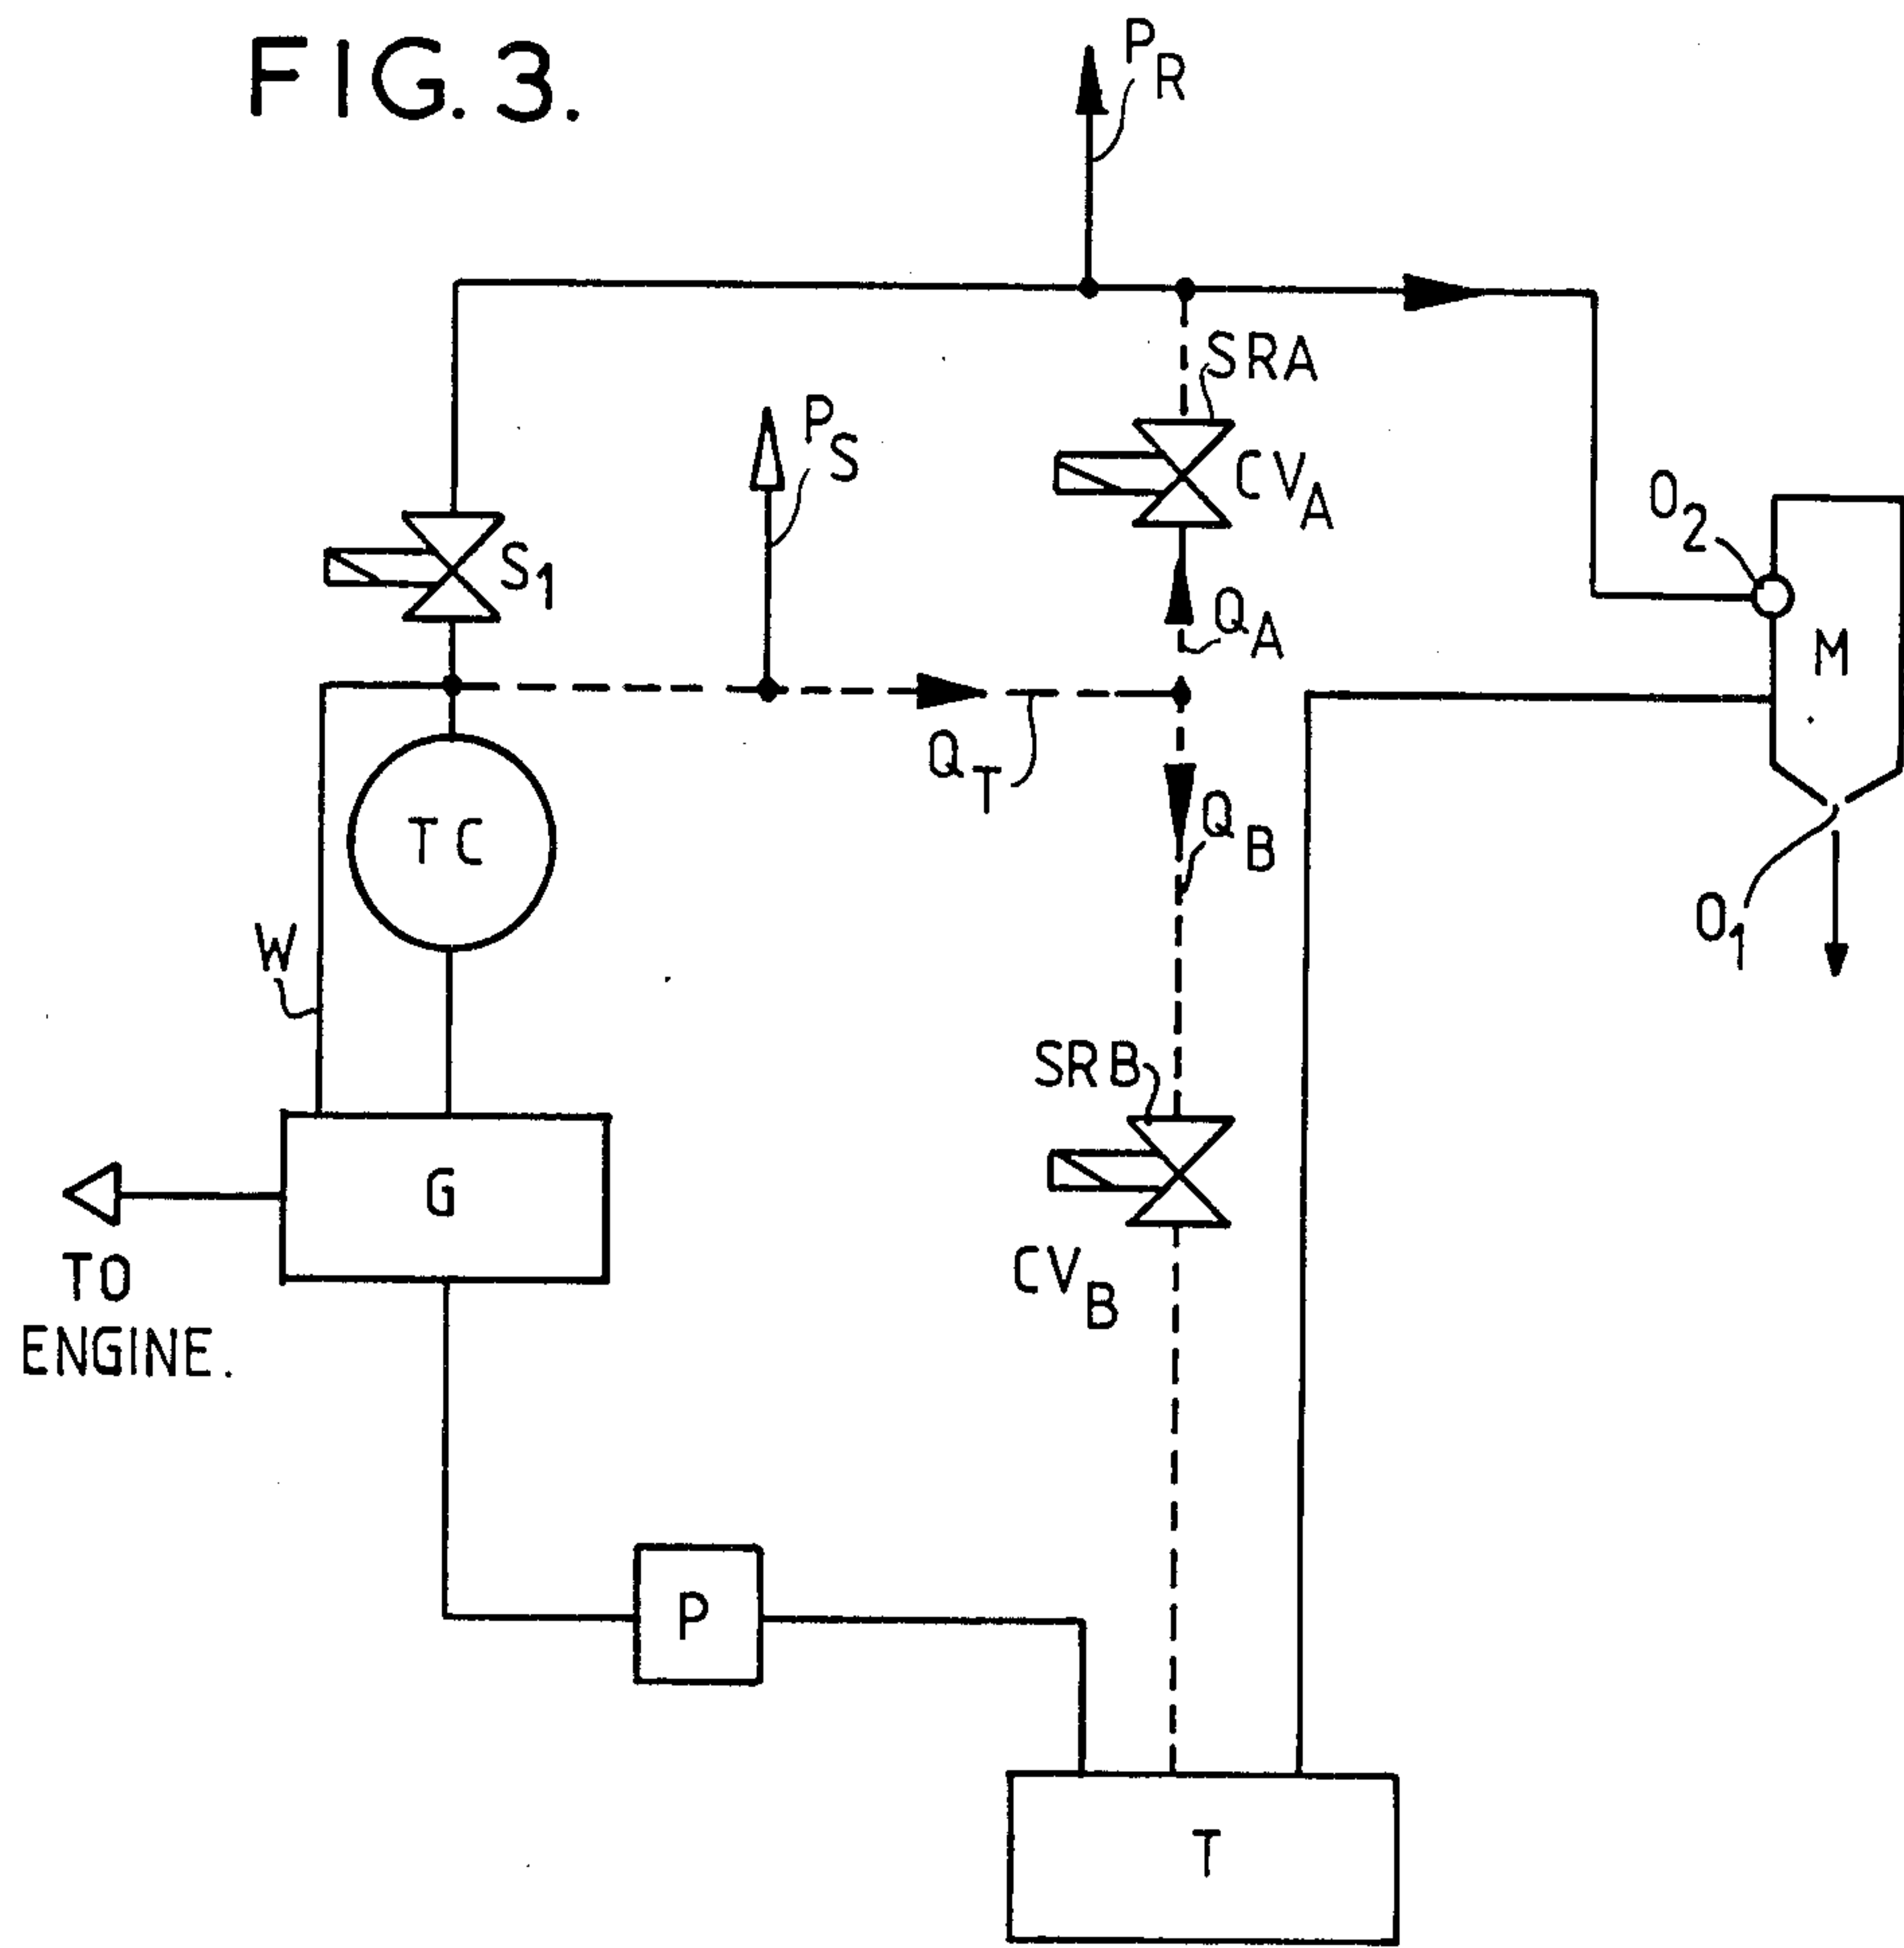 FIG. 3.
PR
SRA
PS
CVA
O2
S1
QA
M
QT
TC
QB
O1
W
SRB
G
CVB
TO
ENGINE.
P
T